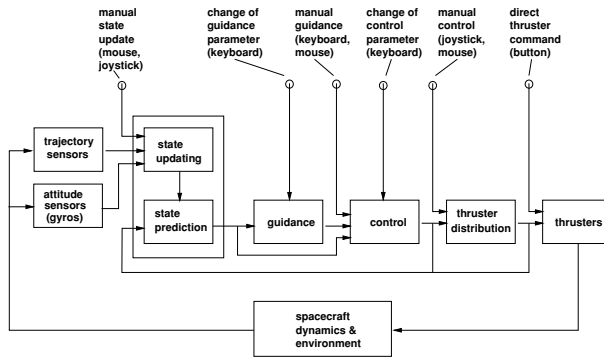 manual
state
update
(mouse,
joystick)
change of
guidance
parameter
(keyboard)
manual
guidance
(keyboard,
mouse)
change of
control
parameter
(keyboard)
manual
control
(joystick,
mouse)
direct
thruster
command
(button)
trajectory
sensors
state
updating
attitude
sensors
(gyros)
state
prediction
guidance
control
thruster
distribution
thrusters
spacecraft
dynamics &
environment